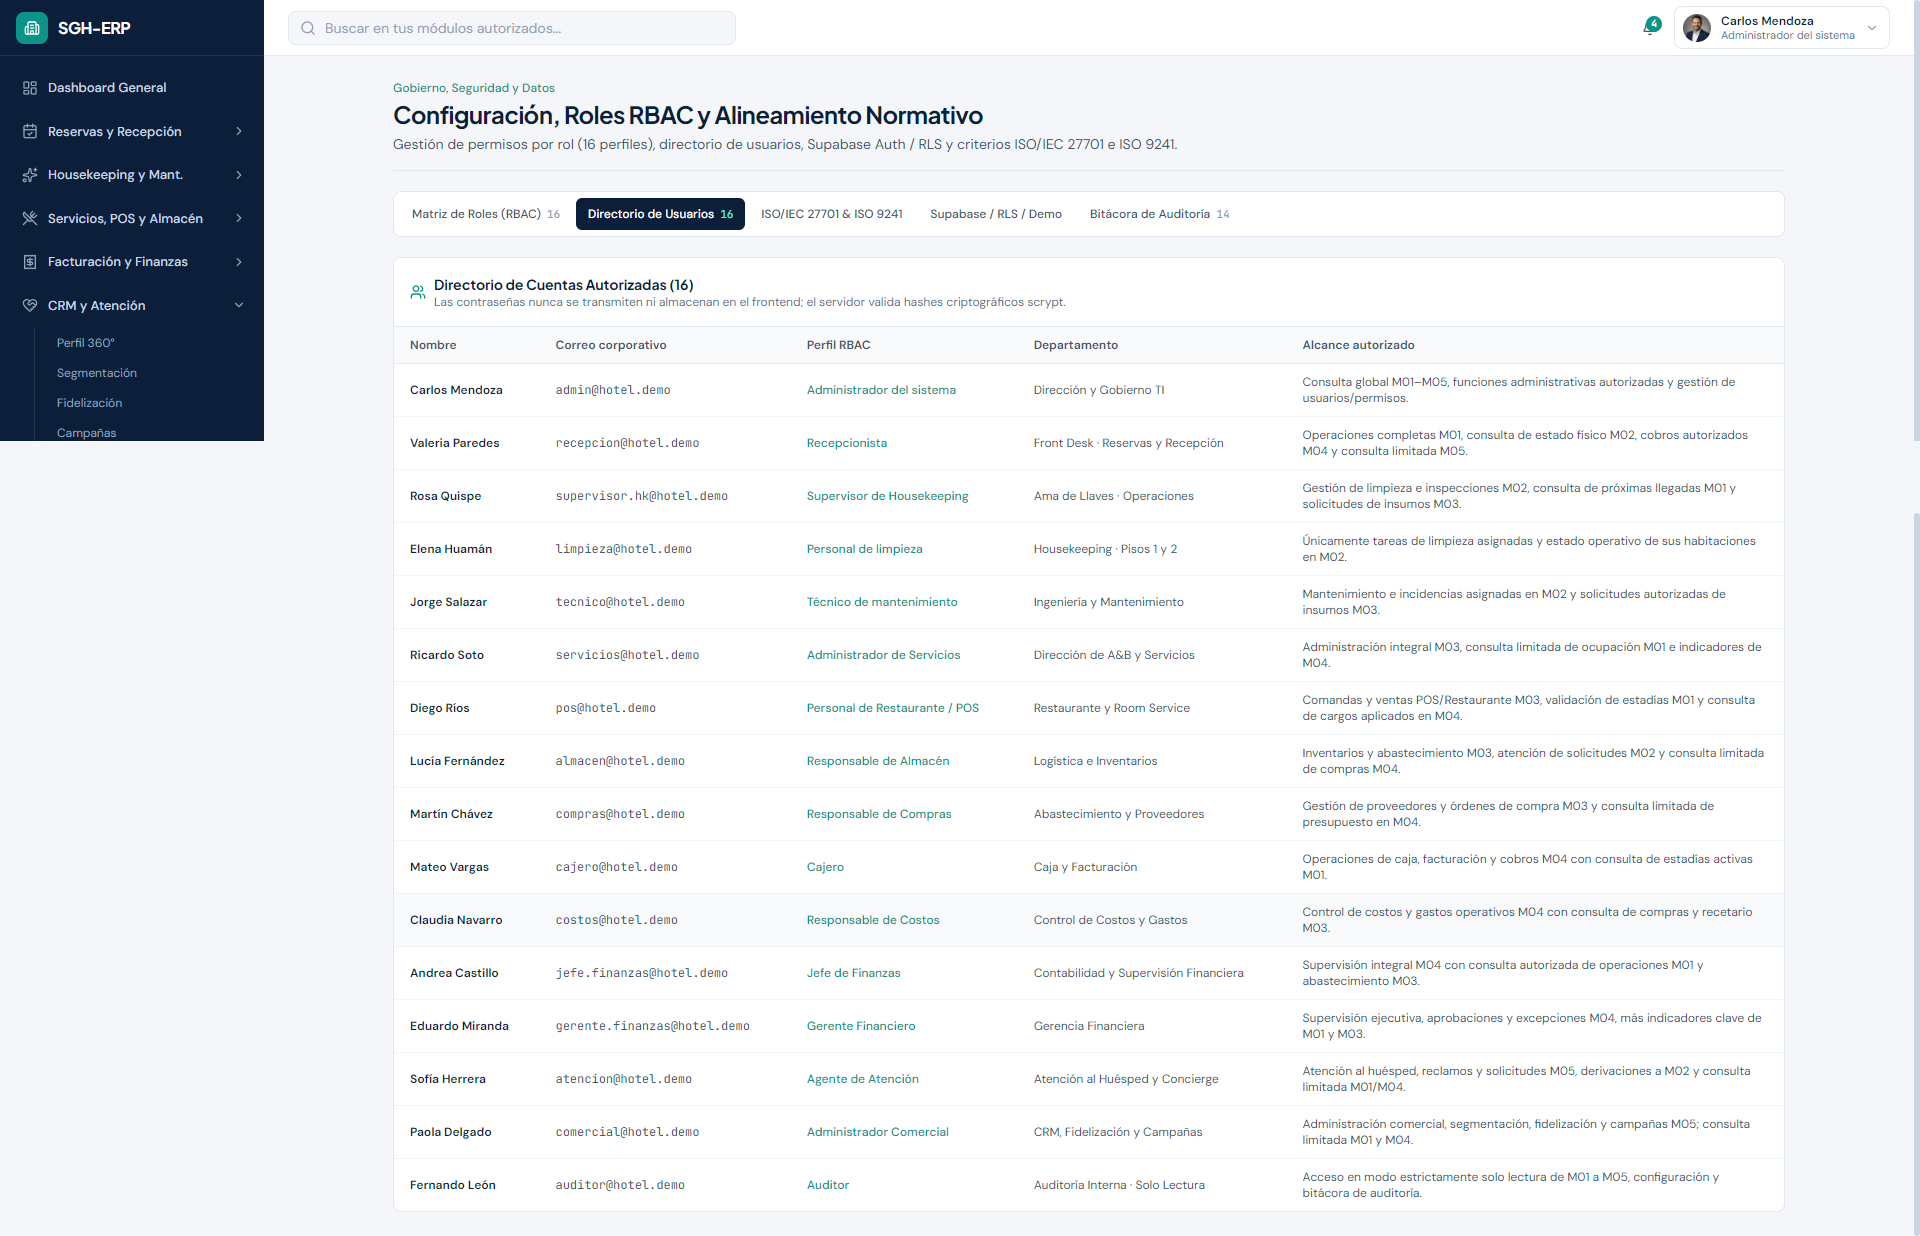 SGH-ERP
Buscar en tus módulos autorizados...
4
Carlos Mendoza
Administrador del sistema
Dashboard General
Reservas y Recepción
Housekeeping y Mant.
Servicios, POS y Almacén
Facturación y Finanzas
CRM y Atención
Perfil 360°
Segmentación
Fidelización
Campañas
Gobierno, Seguridad y Datos
Configuración, Roles RBAC y Alineamiento Normativo
Gestión de permisos por rol (16 perfiles), directorio de usuarios, Supabase Auth / RLS y criterios ISO/IEC 27701 e ISO 9241.
Matriz de Roles (RBAC) 16 Directorio de Usuarios 16 ISO/IEC 27701 & ISO 9241 Supabase / RLS / Demo Bitácora de Auditoría 14
Directorio de Cuentas Autorizadas (16)
Las contraseñas nunca se transmiten ni almacenan en el frontend; el servidor valida hashes criptográficos scrypt.
Nombre Correo corporativo Perfil RBAC Departamento Alcance autorizado
Carlos Mendoza admin@hotel.demo Administrador del sistema Dirección y Gobierno TI Consulta global M01–M05, funciones administrativas autorizadas y gestión de
usuarios/permisos.
Valeria Paredes recepcion@hotel.demo Recepcionista Front Desk · Reservas y Recepción Operaciones completas M01, consulta de estado físico M02, cobros autorizados
M04 y consulta limitada M05.
Rosa Quispe supervisor.hk@hotel.demo Supervisor de Housekeeping Ama de Llaves · Operaciones Gestión de limpieza e inspecciones M02, consulta de próximas llegadas M01 y
solicitudes de insumos M03.
Elena Huamán limpieza@hotel.demo Personal de limpieza Housekeeping · Pisos 1 y 2 Únicamente tareas de limpieza asignadas y estado operativo de sus habitaciones
en M02.
Jorge Salazar tecnico@hotel.demo Técnico de mantenimiento Ingeniería y Mantenimiento Mantenimiento e incidencias asignadas en M02 y solicitudes autorizadas de
insumos M03.
Ricardo Soto servicios@hotel.demo Administrador de Servicios Dirección de A&B y Servicios Administración integral M03, consulta limitada de ocupación M01 e indicadores de
M04.
Diego Ríos pos@hotel.demo Personal de Restaurante / POS Restaurante y Room Service Comandas y ventas POS/Restaurante M03, validación de estadías M01 y consulta
de cargos aplicados en M04.
Lucía Fernández almacen@hotel.demo Responsable de Almacén Logística e Inventarios Inventarios y abastecimiento M03, atención de solicitudes M02 y consulta limitada
de compras M04.
Martín Chávez compras@hotel.demo Responsable de Compras Abastecimiento y Proveedores Gestión de proveedores y órdenes de compra M03 y consulta limitada de
presupuesto en M04.
Mateo Vargas cajero@hotel.demo Cajero Caja y Facturación Operaciones de caja, facturación y cobros M04 con consulta de estadías activas
M01.
Claudia Navarro costos@hotel.demo Responsable de Costos Control de Costos y Gastos Control de costos y gastos operativos M04 con consulta de compras y recetario
M03.
Andrea Castillo jefe.finanzas@hotel.demo Jefe de Finanzas Contabilidad y Supervisión Financiera Supervisión integral M04 con consulta autorizada de operaciones M01 y
abastecimiento M03.
Eduardo Miranda gerente.finanzas@hotel.demo Gerente Financiero Gerencia Financiera Supervisión ejecutiva, aprobaciones y excepciones M04, más indicadores clave de
M01 y M03.
Sofía Herrera atencion@hotel.demo Agente de Atención Atención al Huésped y Concierge Atención al huésped, reclamos y solicitudes M05, derivaciones a M02 y consulta
limitada M01/M04.
Paola Delgado comercial@hotel.demo Administrador Comercial CRM, Fidelización y Campañas Administración comercial, segmentación, fidelización y campañas M05; consulta
limitada M01 y M04.
Fernando León auditor@hotel.demo Auditor Auditoría Interna · Solo Lectura Acceso en modo estrictamente solo lectura de M01 a M05, configuración y
bitácora de auditoría.